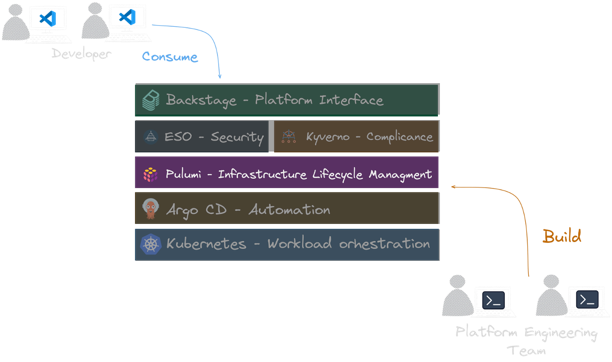 Developer
Consume
Backstage - Platform Interface
ESO - Security
Kyverno - Complicance
Pulumi - Infrastructure Lifecycle Managment
Argo CD - Automation
Kubernetes - Workload orhestration
Build
Platform Engineering
Team